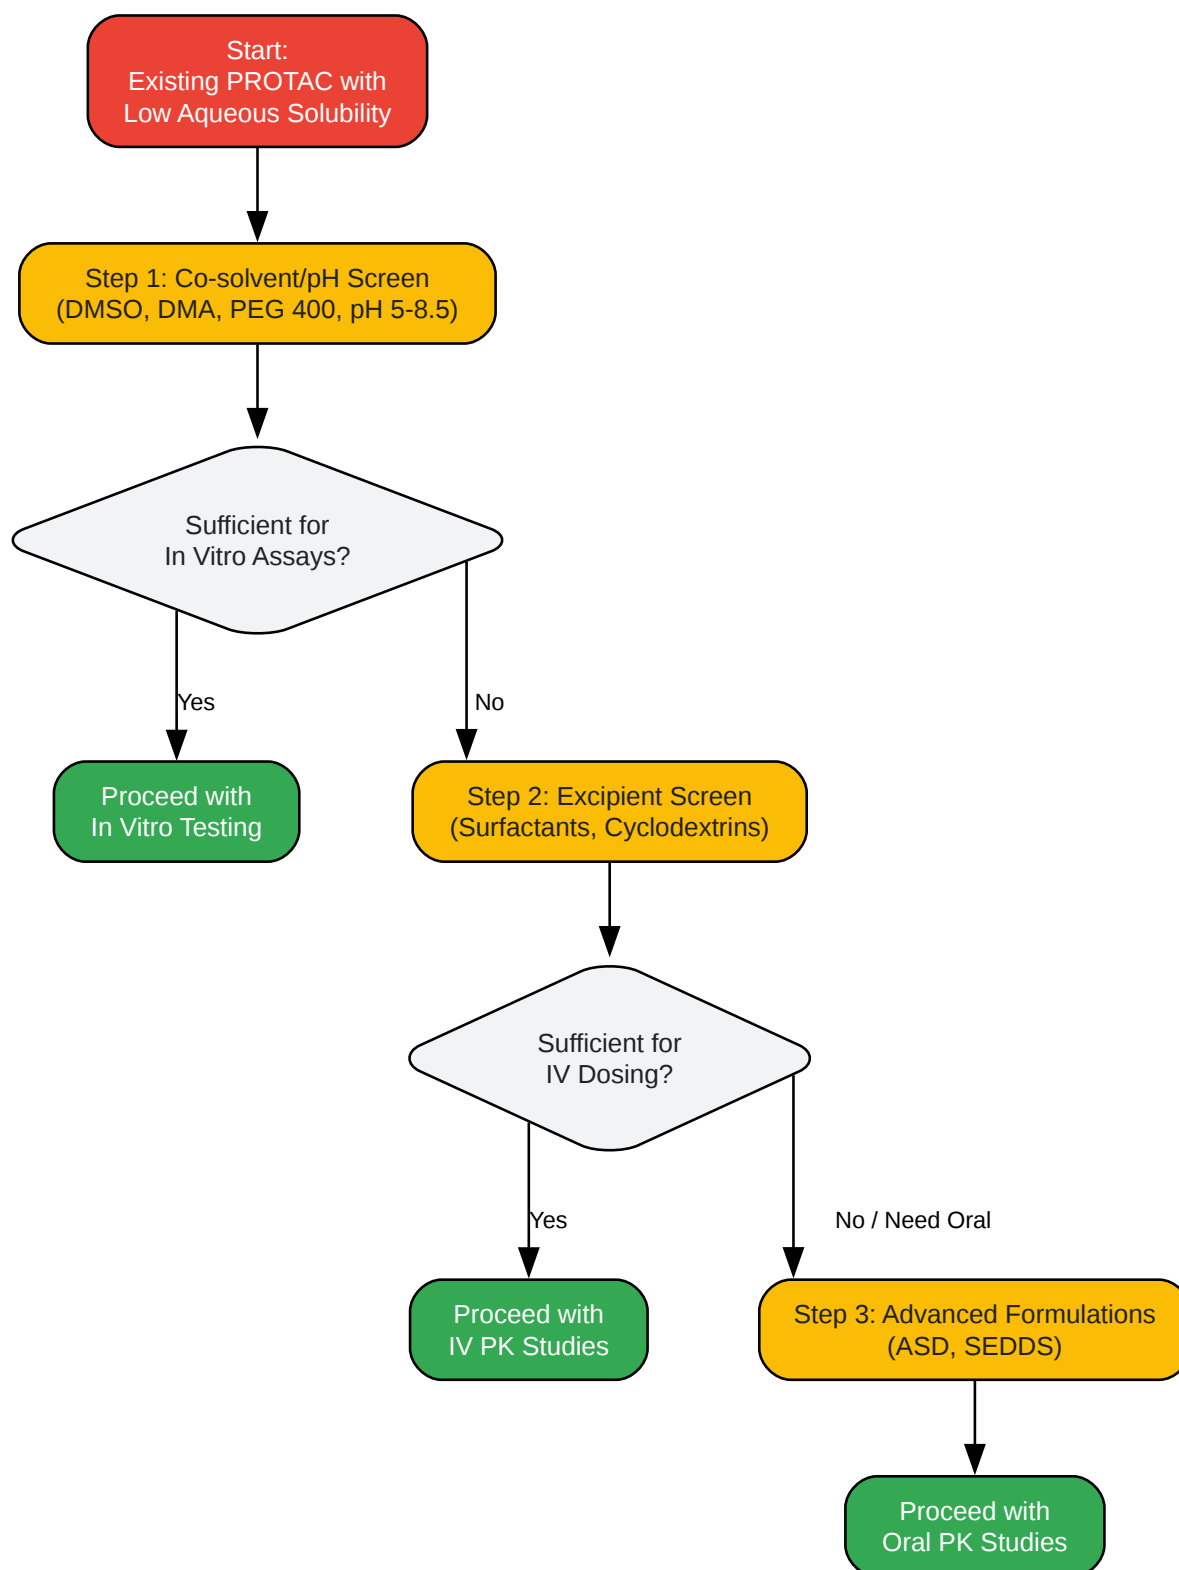 Start:
Existing PROTAC with
Low Aqueous Solubility
Step 1: Co-solvent/pH Screen
(DMSO, DMA, PEG 400, pH 5-8.5)
Sufficient for
In Vitro Assays?
Yes
No
Proceed with
In Vitro Testing
Step 2: Excipient Screen
(Surfactants, Cyclodextrins)
Sufficient for
IV Dosing?
Yes
No / Need Oral
Proceed with
IV PK Studies
Step 3: Advanced Formulations
(ASD, SEDDS)
Proceed with
Oral PK Studies